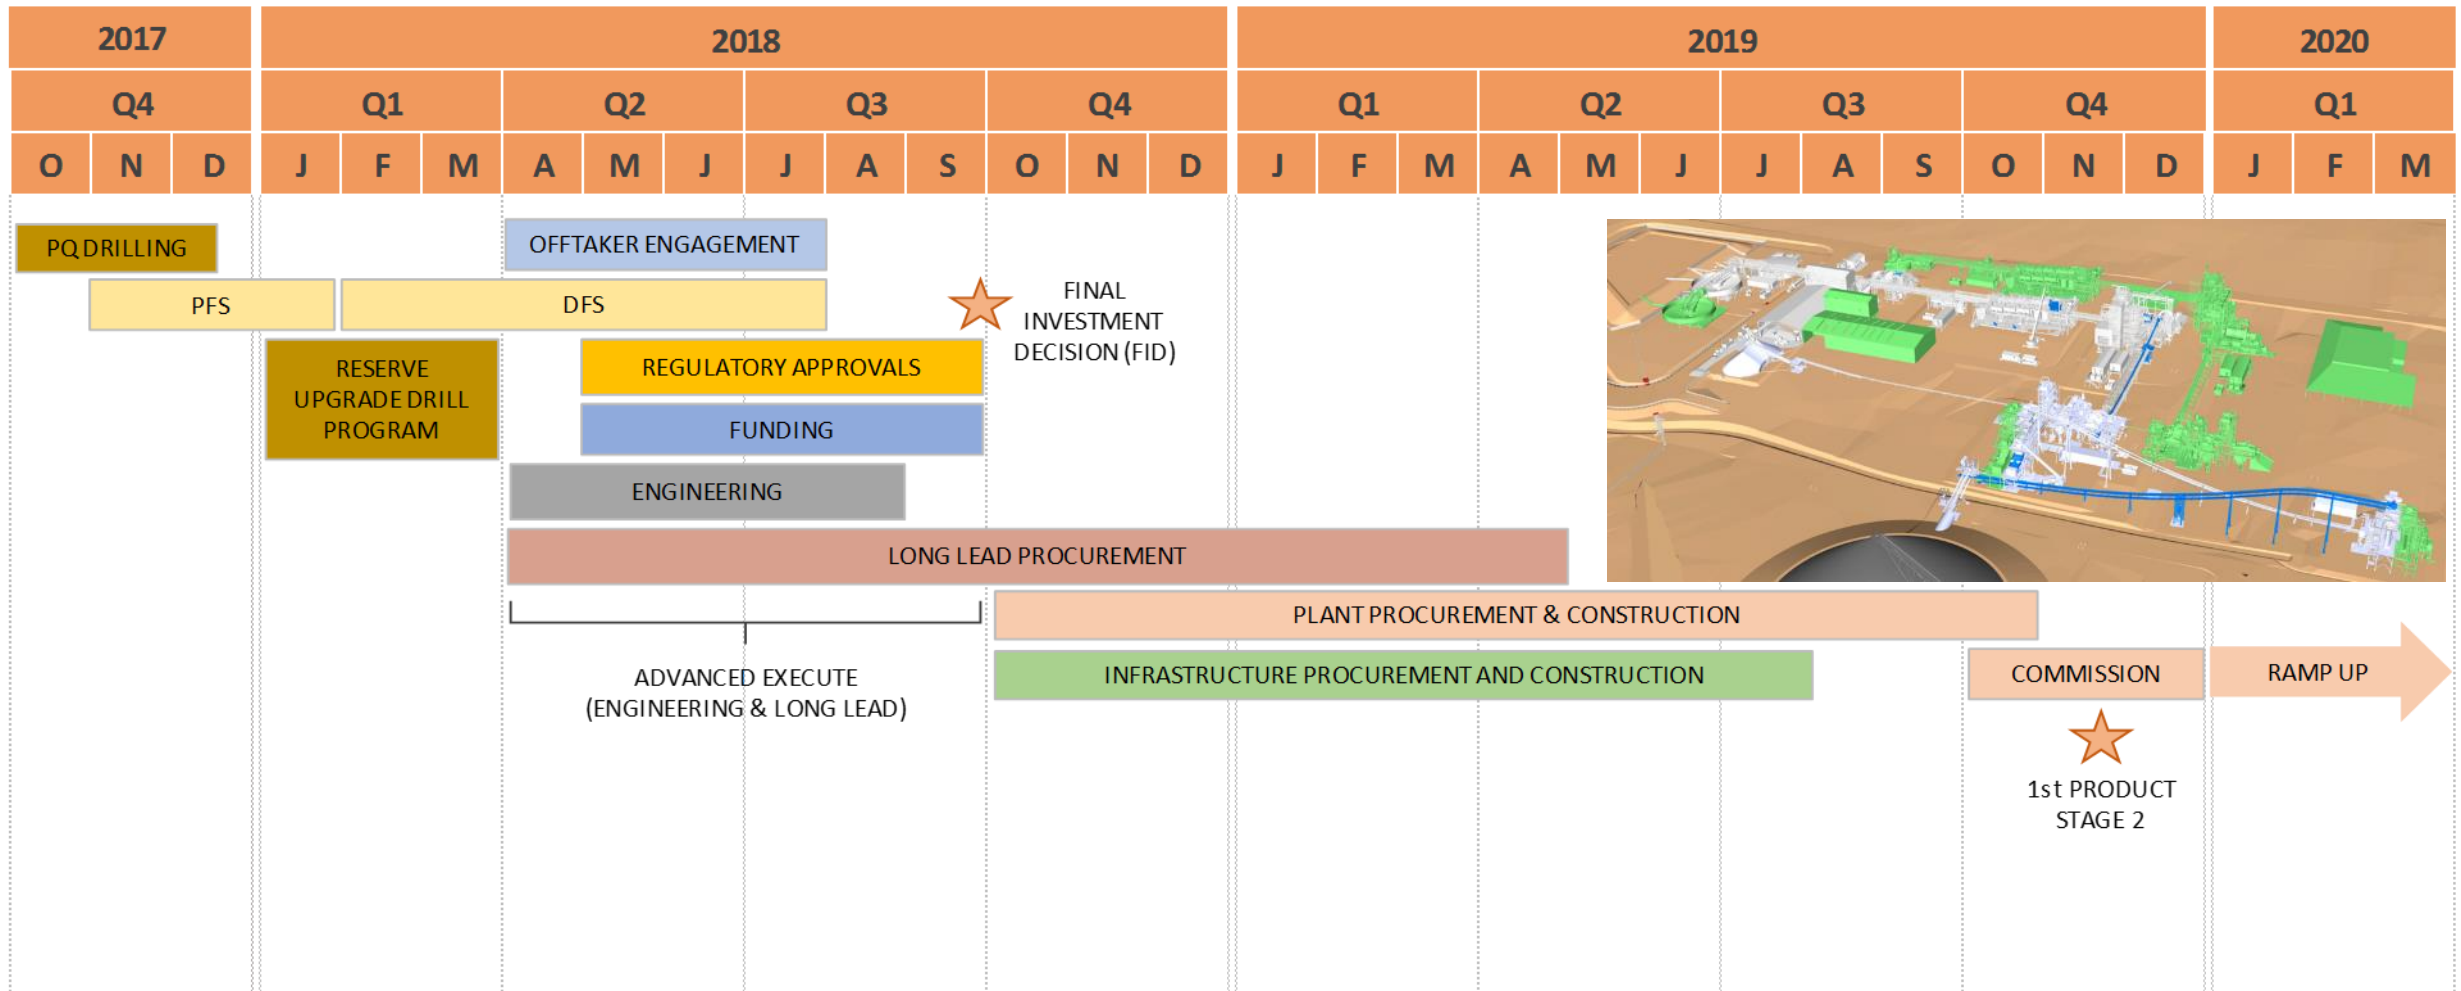 2017 2018 2019 2020
Q4 Q1 Q2 Q3 Q4 Q1 Q2 Q3 Q4 Q1
O N D J F M A M J J A S O N D J F M A M J J A S O N D J F M
PQ DRILLING
OFFTAKER ENGAGEMENT
PFS
DFS
FINAL
INVESTMENT
DECISION (FID)
RESERVE
UPGRADE DRILL
PROGRAM
REGULATORY APPROVALS
FUNDING
ENGINEERING
LONG LEAD PROCUREMENT
PLANT PROCUREMENT & CONSTRUCTION
ADVANCED EXECUTE
(ENGINEERING & LONG LEAD)
INFRASTRUCTURE PROCUREMENT AND CONSTRUCTION
COMMISSION
RAMP UP
1st PRODUCT
STAGE 2